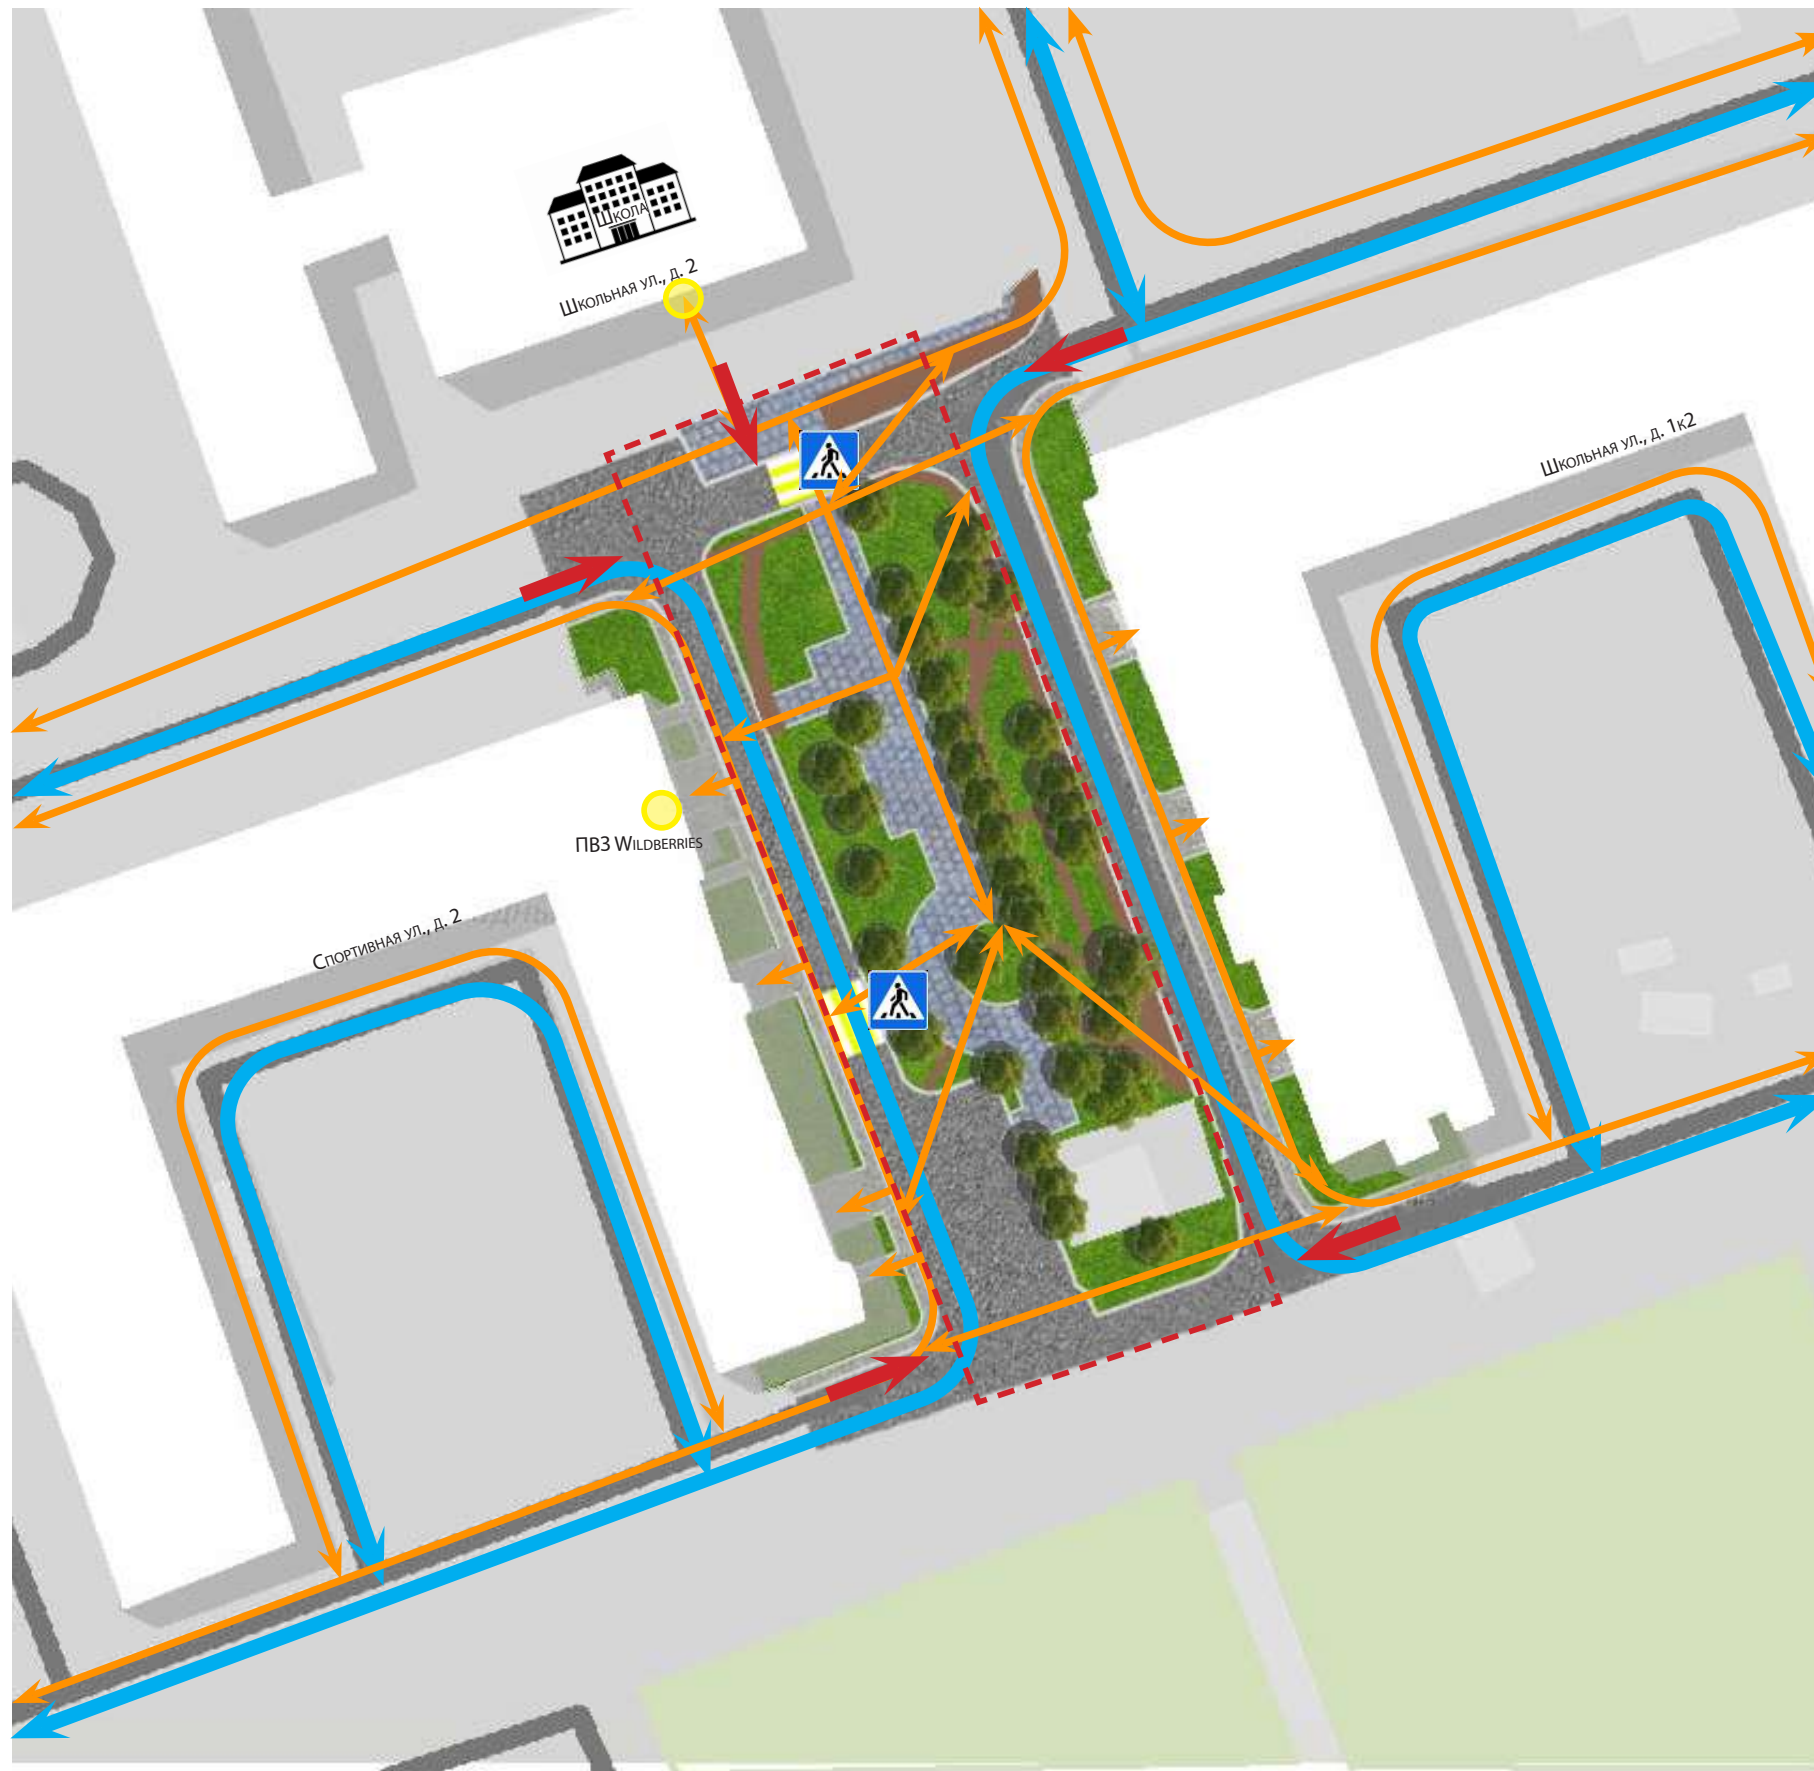 Школа
Школьная ул., д. 2
Школьная ул., д. 1к2
ПВЗ Wildberries
Спортивная ул., д. 2